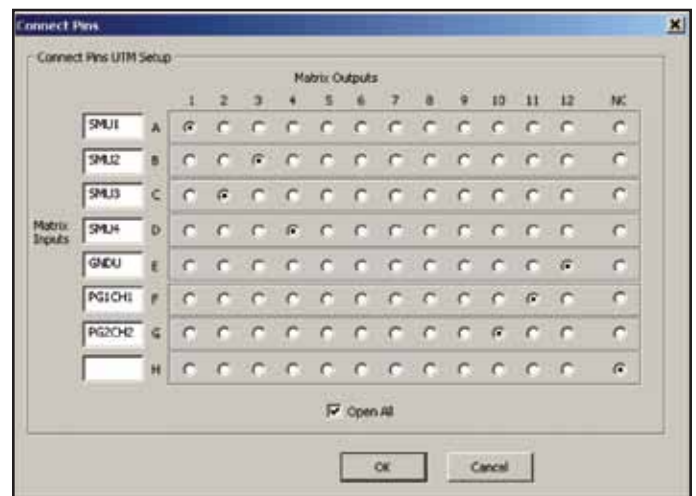 Connect Pins
Connect Pins UTM Setup
Matrix Outputs
1 2 3 4 5 6 7 8 9 10 11 12 NC
SMU1 A
SMU2 B
SMU3 C
Matrix Inputs
SMU4 D
GNDU E
PG1CH1 F
PG2CH2 G
H
Open All
OK Cancel